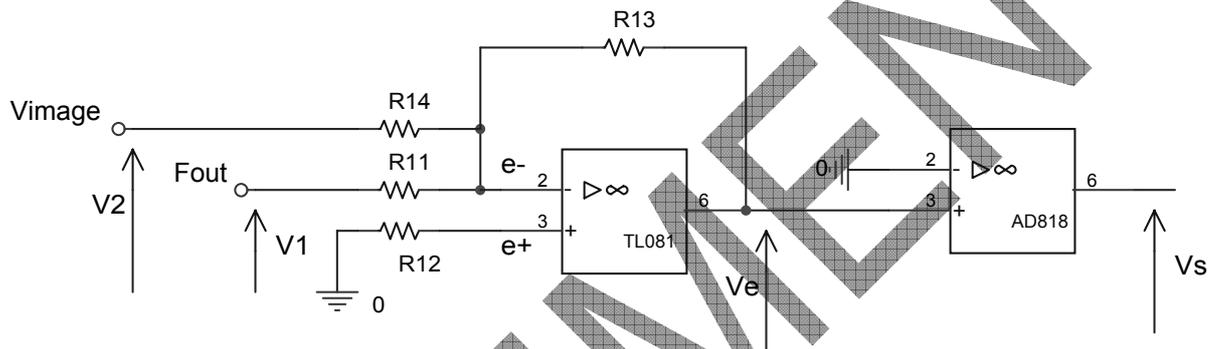 R13
Vimage
R14
Fout
R11
e-
2
-
▷∞
V2
V1
3
+
e+
R12
0
TL081
6
Ve
0
2
-
▷∞
3
+
AD818
6
Vs